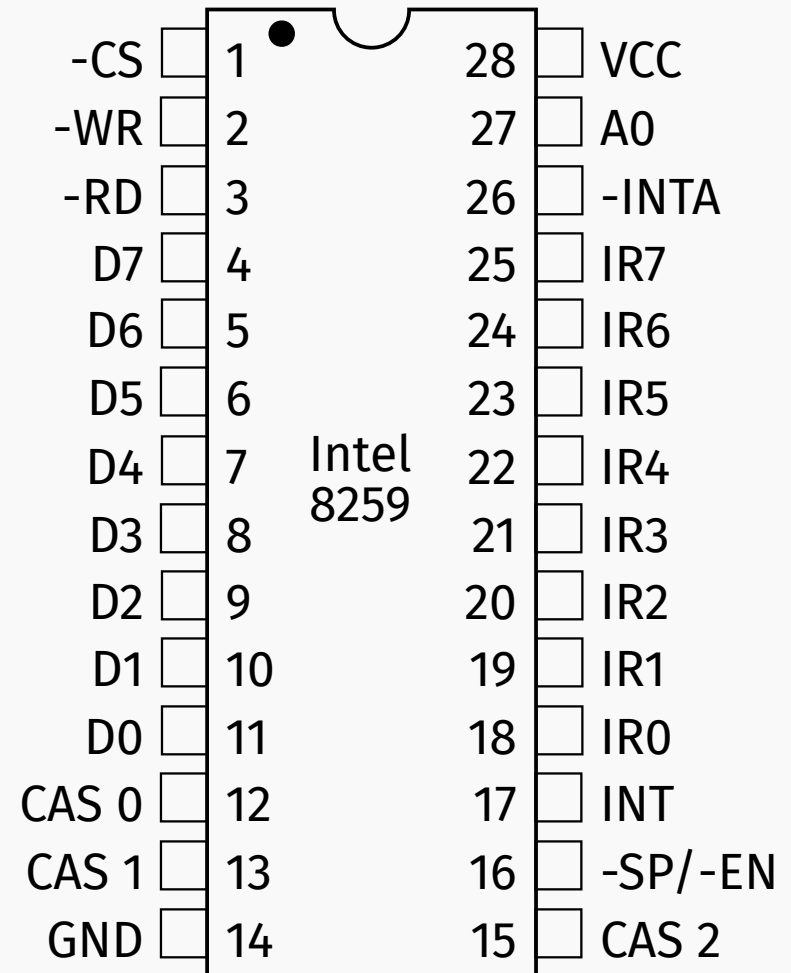 -CS 1 28 VCC
-WR 2 27 A0
-RD 3 26 -INTA
D7 4 25 IR7
D6 5 24 IR6
D5 6 23 IR5
Intel
D4 7 22 IR4
8259
D3 8 21 IR3
D2 9 20 IR2
D1 10 19 IR1
D0 11 18 IR0
CAS 0 12 17 INT
CAS 1 13 16 -SP/-EN
GND 14 15 CAS 2